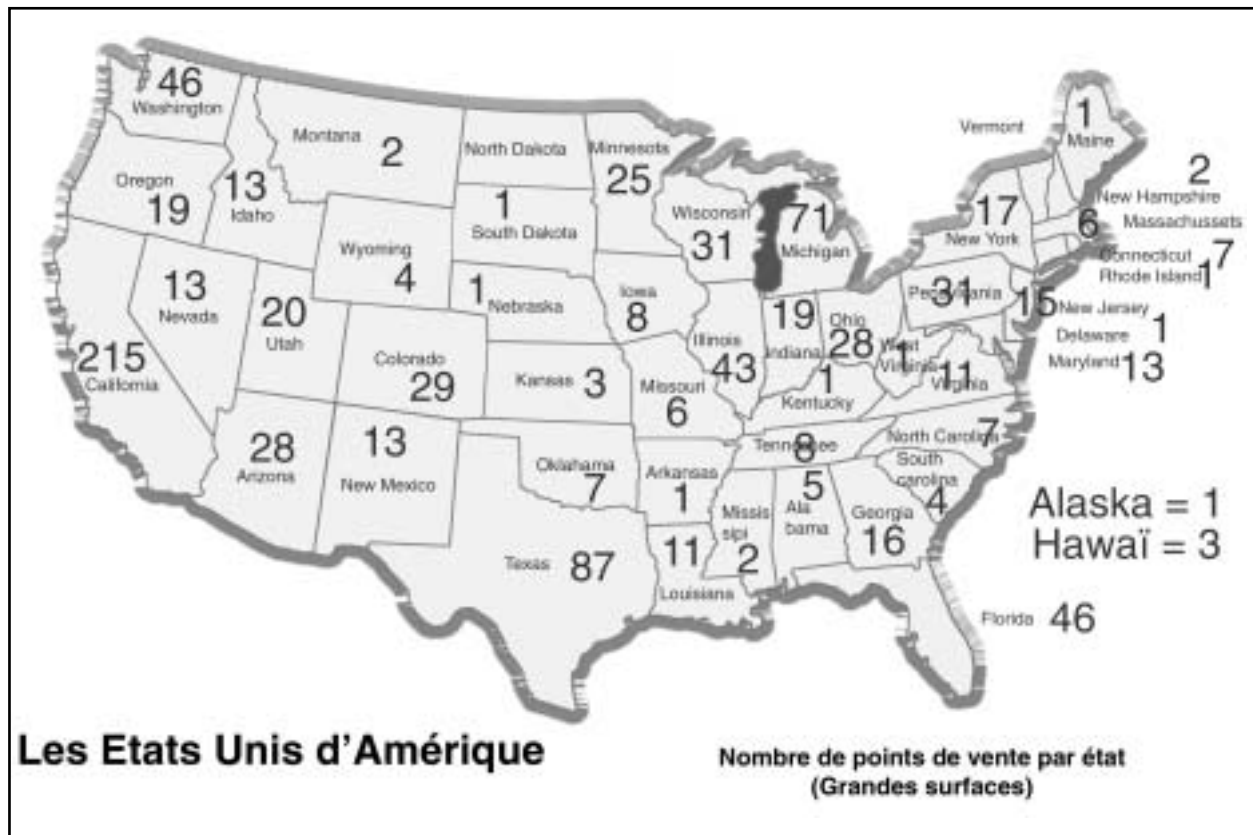 46
Washington
Montana
2
North Dakota
Minnesota
25
Vermont
1
Maine
Oregon
19
13
Idaho
1
South Dakota
Wisconsin
31
71
Michigan
17
New York
2
New Hampshire
6
Massachussets
Connecticut
7
Rhode Island
1
Wyoming
4
1
Nebraska
Iowa
8
13
Nevada
20
Utah
Illinois
43
19
Indiana
Ohio
28
Pennsylvania
31
15
New Jersey
Delaware
1
Maryland
13
West
Virginia
1
11
Virginia
215
California
Colorado
29
Kansas
3
Missouri
6
1
Kentucky
28
Arizona
13
New Mexico
Oklahoma
7
Arkansas
1
Tennessee
8
North Carolina
7
South
carolina
4
Missis
sipi
2
5
Ala
bama
Georgia
16
Alaska = 1
Hawaï = 3
Texas
87
11
Louisiana
Florida
46
Les Etats Unis d’Amérique
Nombre de points de vente par état
(Grandes surfaces)